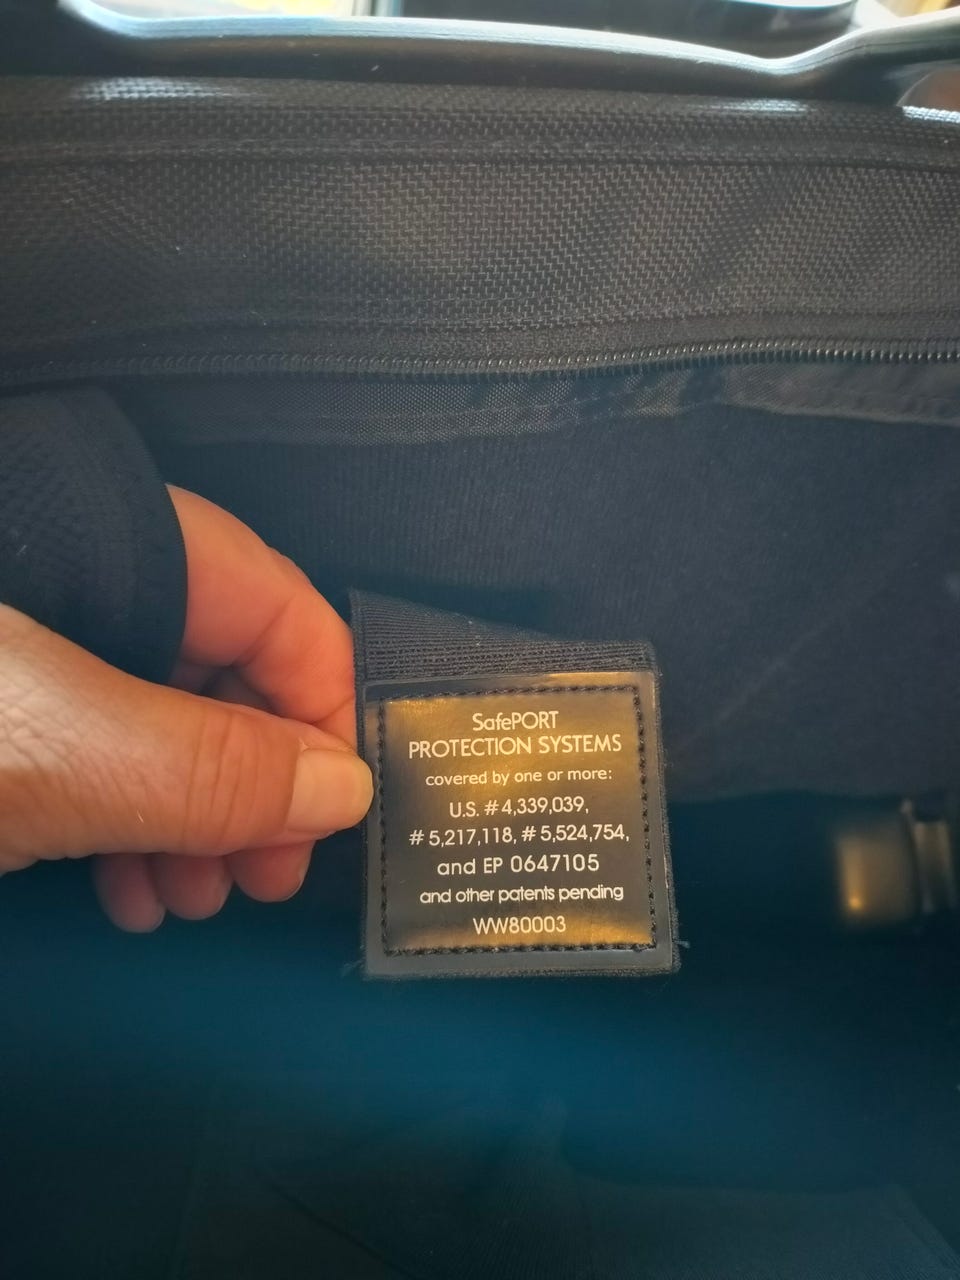 SafePORT
PROTECTION SYSTEMS
covered by one or more:
U.S. #4,339,039,
# 5,217,118, # 5,524,754,
and EP 0647105
and other patents pending
WW80003